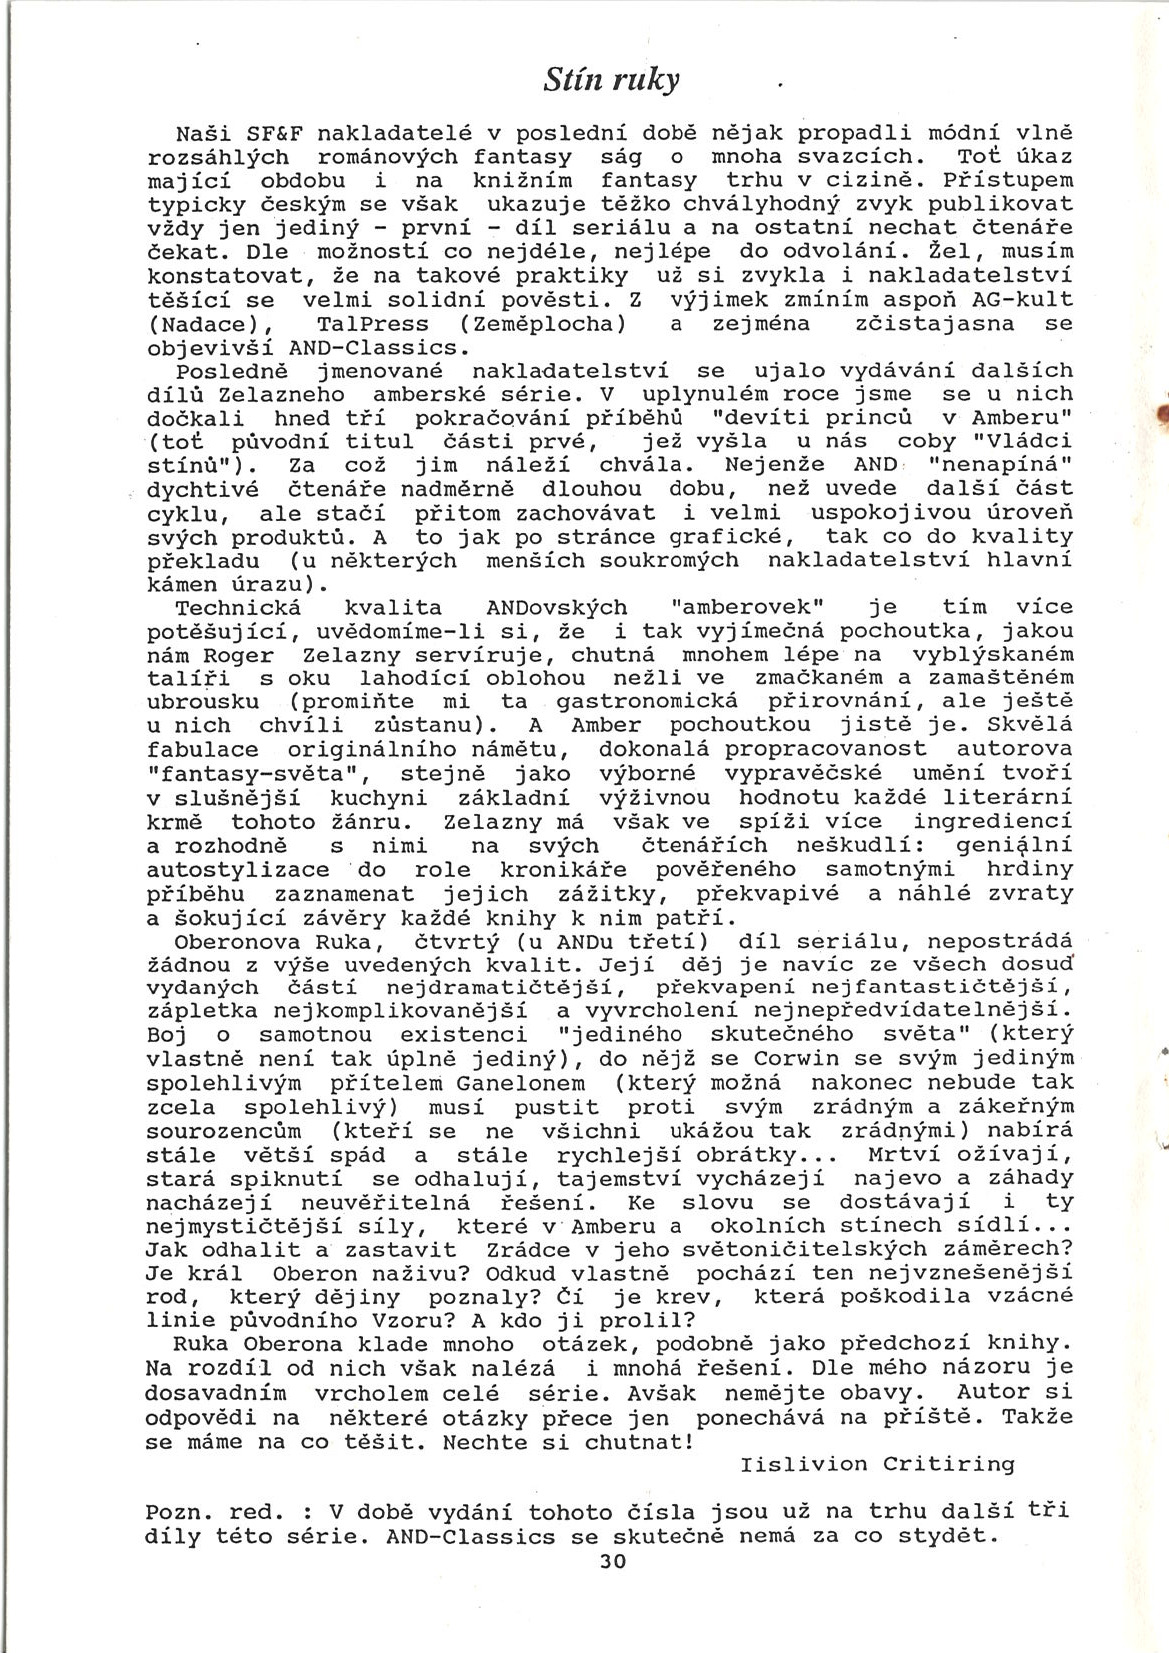 Stín ruky
Naši SF&F nakladatelé v poslední době nějak propadli módní vlně
rozsáhlých románových fantasy ság o mnoha svazcích. Toť úkaz
mající obdobu i na knižním fantasy trhu v cizině. Přístupem
typicky českým se však ukazuje těžko chvályhodný zvyk publikovat
vždy jen jediný - první - díl seriálu a na ostatní nechat čtenáře
čekat. Dle možností co nejdéle, nejlépe do odvolání. Žel, musím
konstatovat, že na takové praktiky už si zvykla i nakladatelství
těšící se velmi solidní pověsti. Z výjimek zmíním aspoň AG-kult
(Nadace), TalPress (Zeměplocha) a zejména zčistajasna se
objevivší AND-Classics.
Posledně jmenované nakladatelství se ujalo vydávání dalších
dílů Zelazneho amberské série. V uplynulém roce jsme se u nich
dočkali hned tří pokračování příběhů "devíti princů v Amberu"
(toť původní titul části prvé, jež vyšla u nás coby "Vládci
stínů"). Za což jim náleží chvála. Nejenže AND "nenapíná"
dychtivé čtenáře nadměrně dlouhou dobu, než uvede další část
cyklu, ale stačí přitom zachovávat i velmi uspokojivou úroveň
svých produktů. A to jak po stránce grafické, tak co do kvality
překladu (u některých menších soukromých nakladatelství hlavní
kámen úrazu).
Technická kvalita ANDovských "amberovek" je tím více
potěšující, uvědomíme-li si, že i tak vyjímečná pochoutka, jakou
nám Roger Zelazny servíruje, chutná mnohem lépe na vyblýskaném
talíři s oku lahodící oblohou nežli ve zmačkaném a zamaštěném
ubrousku (promiňte mi ta gastronomická přirovnání, ale ještě
u nich chvíli zůstanu). A Amber pochoutkou jistě je. Skvělá
fabulace originálního námětu, dokonalá propracovanost autorova
"fantasy-světa", stejně jako výborné vypravěčské umění tvoří
v slušnější kuchyni základní výživnou hodnotu každé literární
krmě tohoto žánru. Zelazny má však ve spíži více ingrediencí
a rozhodně s nimi na svých čtenářích neškudlí: geniální
autostylizace do role kronikáře pověřeného samotnými hrdiny
příběhu zaznamenat jejich zážitky, překvapivé a náhlé zvraty
a šokující závěry každé knihy k nim patří.
Oberonova Ruka, čtvrtý (u ANDu třetí) díl seriálu, nepostrádá
žádnou z výše uvedených kvalit. Její děj je navíc ze všech dosuď
vydaných částí nejdramatičtější, překvapení nejfantastičtější,
zápletka nejkomplikovanější a vyvrcholení nejnepředvídatelnější.
Boj o samotnou existenci "jediného skutečného světa" (který
vlastně není tak úplně jediný), do nějž se Corwin se svým jediným
spolehlivým přítelem Ganelonem (který možná nakonec nebude tak
zcela spolehlivý) musí pustit proti svým zrádným a zákeřným
sourozencům (kteří se ne všichni ukážou tak zrádnými) nabírá
stále větší spád a stále rychlejší obrátky... Mrtví ožívají,
stará spiknutí se odhalují, tajemství vycházejí najevo a záhady
nacházejí neuvěřitelná řešení. Ke slovu se dostávají i ty
nejmystičtější síly, které v Amberu a okolních stínech sídlí...
Jak odhalit a zastavit Zrádce v jeho světoničitelských záměrech?
Je král Oberon naživu? Odkud vlastně pochází ten nejvznešenější
rod, který dějiny poznaly? Čí je krev, která poškodila vzácné
linie původního Vzoru? A kdo ji prolil?
Ruka Oberona klade mnoho otázek, podobně jako předchozí knihy.
Na rozdíl od nich však nalézá i mnohá řešení. Dle mého názoru je
dosavadním vrcholem celé série. Avšak nemějte obavy. Autor si
odpovědi na některé otázky přece jen ponechává na příště. Takže
se máme na co těšit. Nechte si chutnat!
Iislivion Critiring
Pozn. red. : V době vydání tohoto čísla jsou už na trhu další tři
díly této série. AND-Classics se skutečně nemá za co stydět.
30